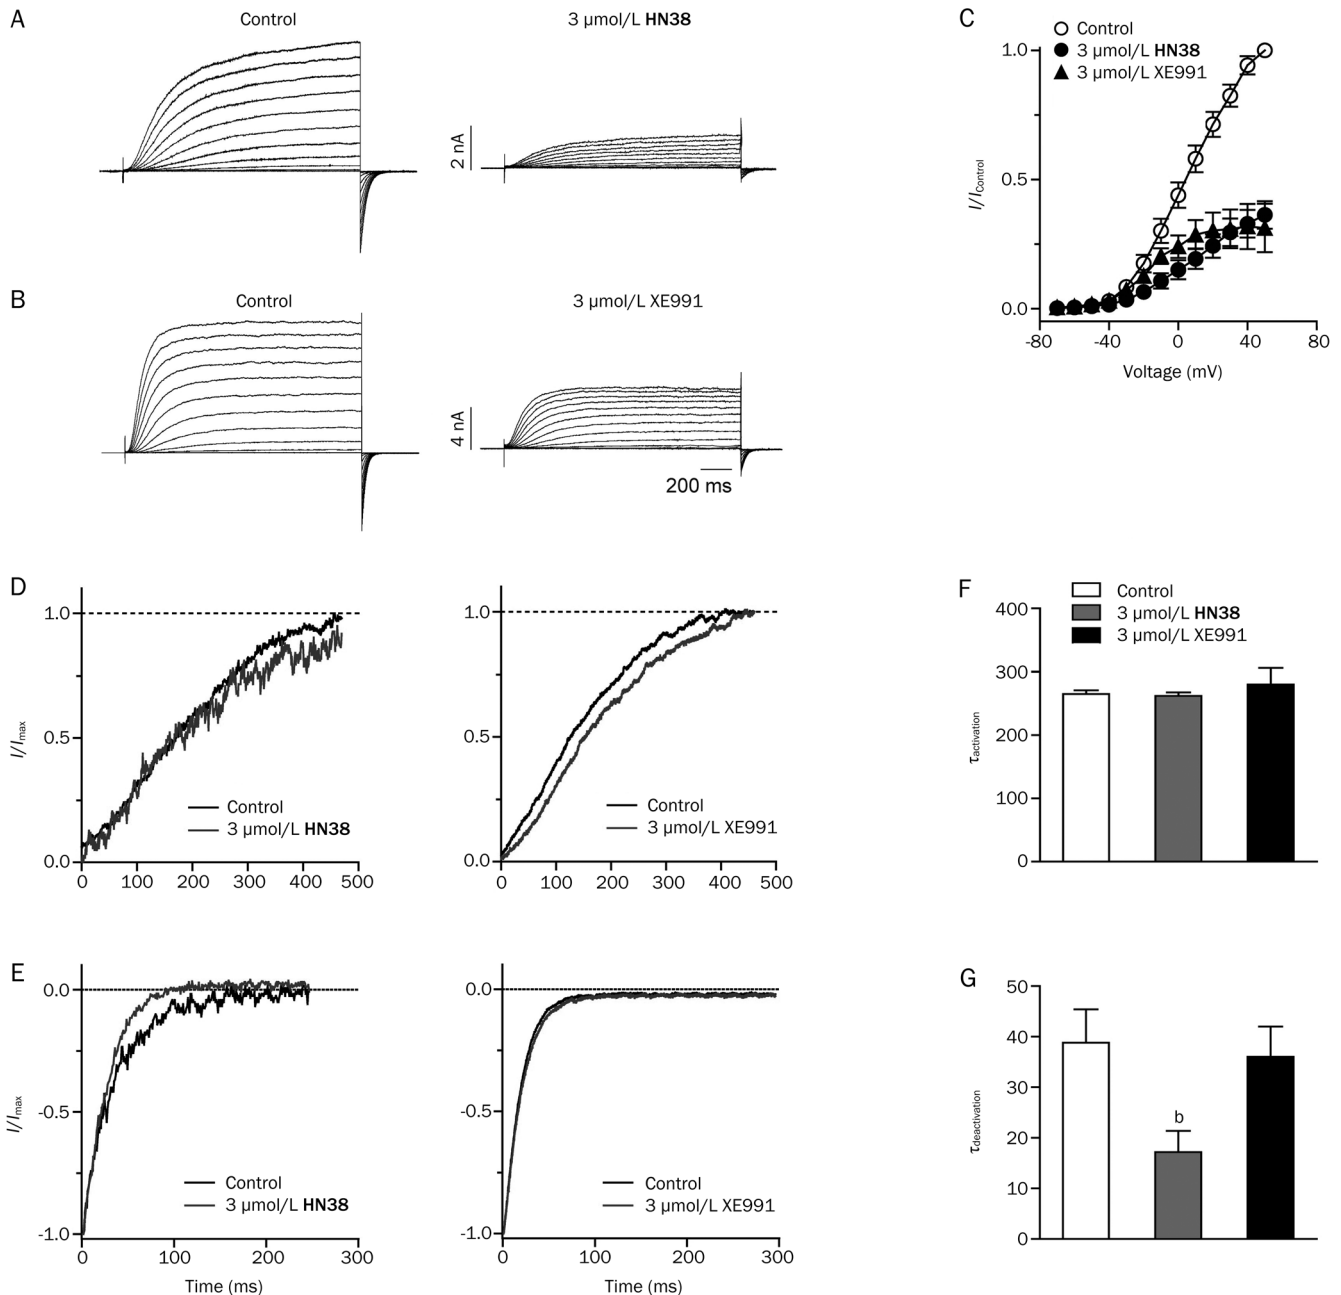 A
Control
3 µmol/L HN38
2 nA
B
Control
3 µmol/L XE991
4 nA
200 ms
C
Control
3 µmol/L HN38
3 µmol/L XE991
1.0
0.5
0.0
I/IControl
-80 -40 0 40 80
Voltage (mV)
D
1.0
0.5
0.0
I/Imax
Control
3 µmol/L HN38
0 100 200 300 400 500
1.0
0.5
0.0
Control
3 µmol/L XE991
0 100 200 300 400 500
E
0.0
-0.5
-1.0
I/Imax
Control
3 µmol/L HN38
0 100 200 300
Time (ms)
0.0
-0.5
-1.0
Control
3 µmol/L XE991
0 100 200 300
Time (ms)
F
Control
3 µmol/L HN38
3 µmol/L XE991
400
300
200
100
0
τactivation
G
50
40
30
20
10
0
τdeactivation
b